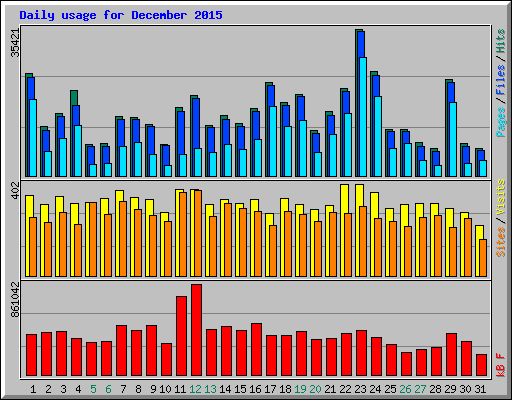 Daily usage for December 2015
35421
Pages / Files / Hits
402
Sites / Visits
861042
kB F
1 2 3 4 5 6 7 8 9 10 11 12 13 14 15 16 17 18 19 20 21 22 23 24 25 26 27 28 29 30 31